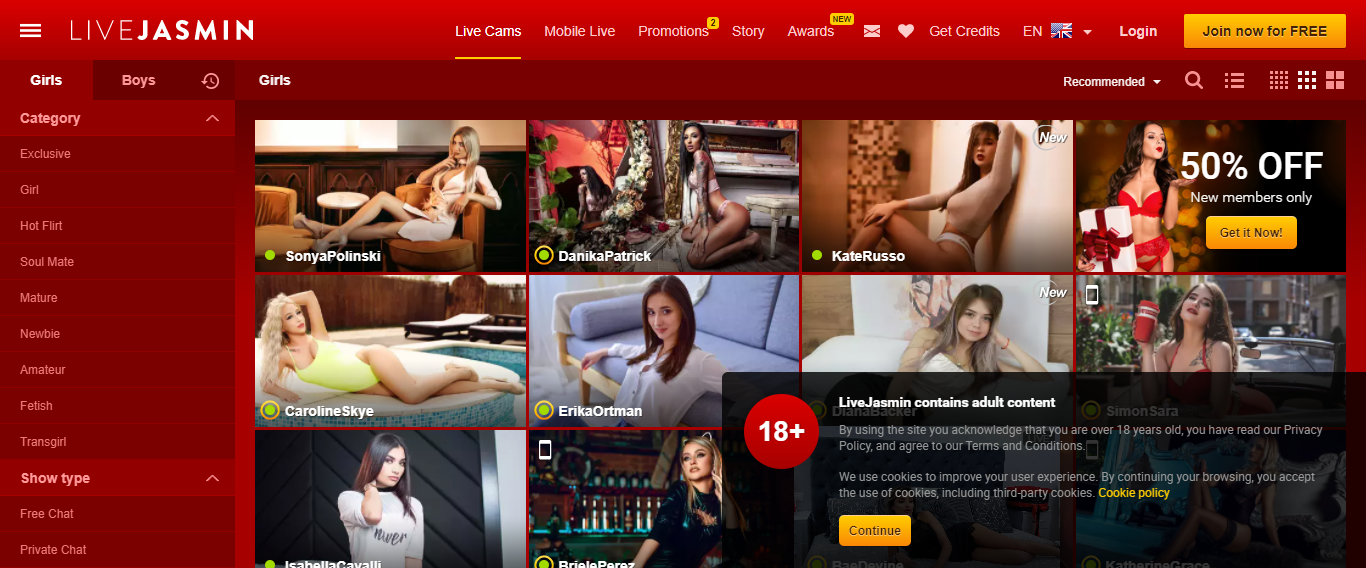 LIVEJASMIN
Live Cams
Mobile Live
Promotions
2
Story
Awards
NEW
Get Credits
EN
Login
Join now for FREE
Girls
Boys
Girls
Recommended
Category
Exclusive
Girl
Hot Flirt
Soul Mate
Mature
Newbie
Amateur
Fetish
Transgirl
Show type
Free Chat
Private Chat
SonyaPolinski
DanikaPatrick
New
KateRusso
50% OFF
New members only
Get it Now!
CarolineSkye
ErikaOrtman
New
DianaBacker
SimonSara
niver
IsabellaCavalli
BrielePerez
BaeDevine
KatherineGrace
18+
LiveJasmin contains adult content
By using the site you acknowledge that you are over 18 years old, you have read our Privacy
Policy, and agree to our Terms and Conditions.
We use cookies to improve your user experience. By continuing your browsing, you accept
the use of cookies, including third-party cookies. Cookie policy
Continue